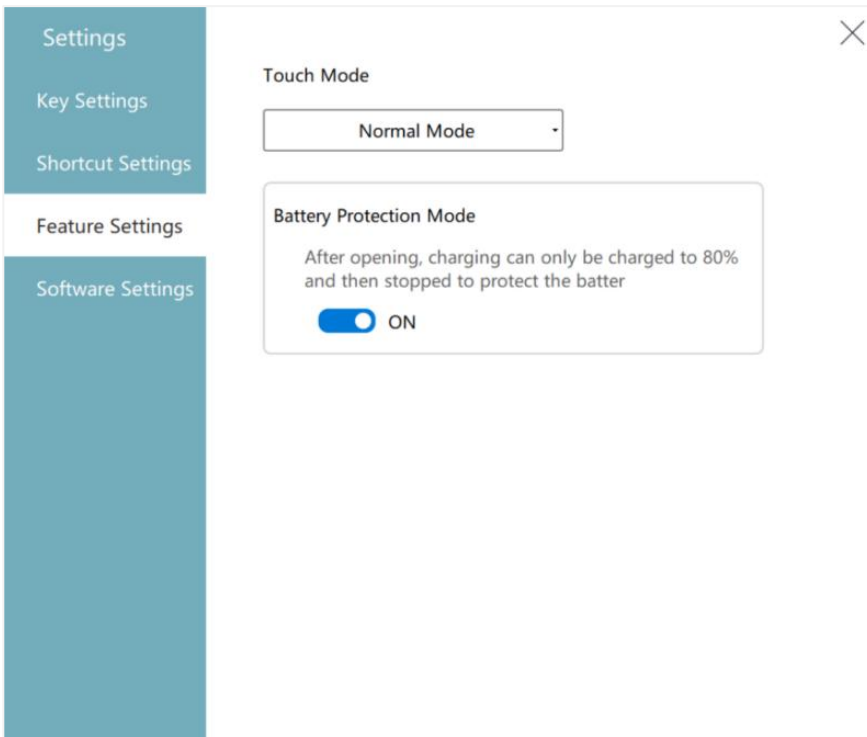 Settings
Key Settings
Shortcut Settings
Feature Settings
Software Settings
Touch Mode
Normal Mode
Battery Protection Mode
After opening, charging can only be charged to 80%
and then stopped to protect the batter
ON